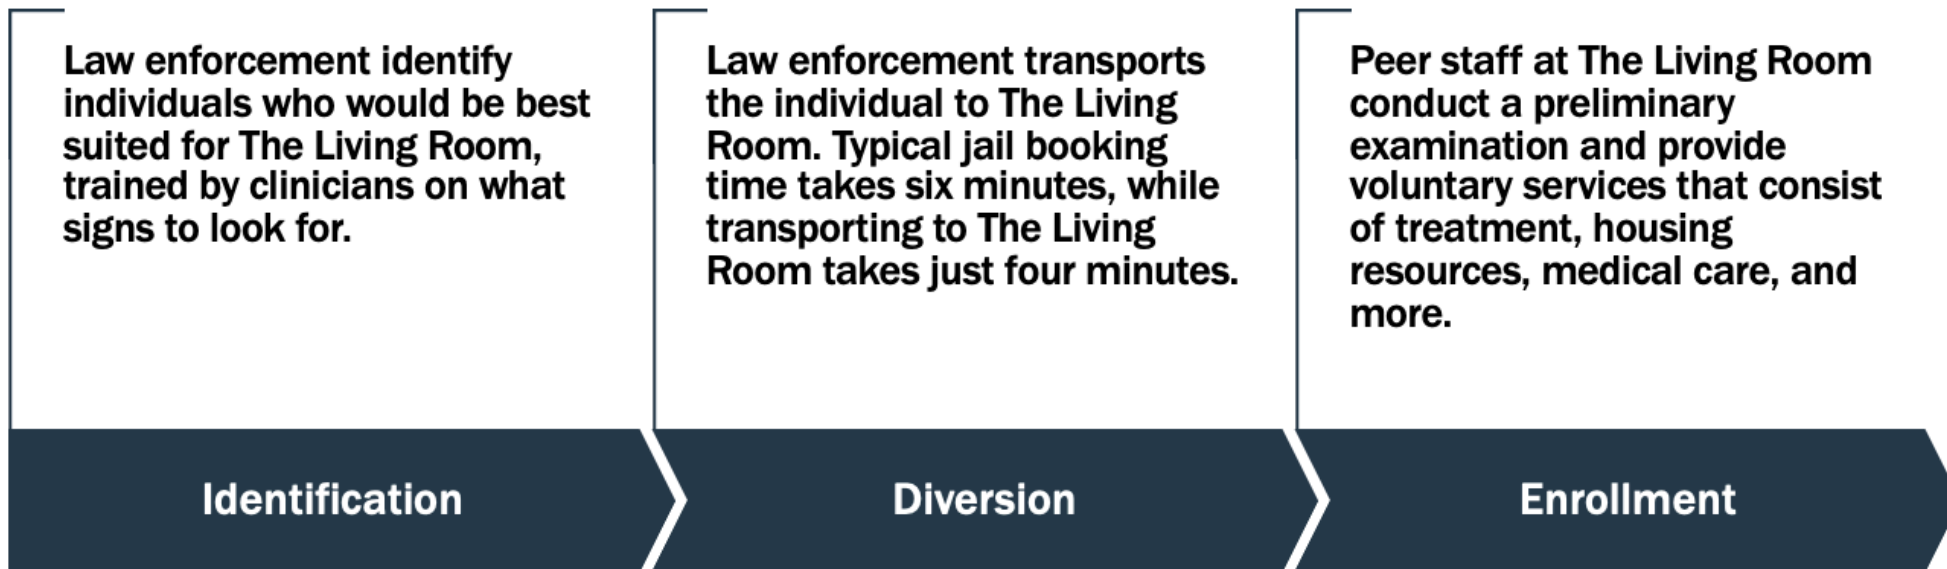 Law enforcement identify
individuals who would be best
suited for The Living Room,
trained by clinicians on what
signs to look for.
Identification
Law enforcement transports
the individual to The Living
Room. Typical jail booking
time takes six minutes, while
transporting to The Living
Room takes just four minutes.
Diversion
Peer staff at The Living Room
conduct a preliminary
examination and provide
voluntary services that consist
of treatment, housing
resources, medical care, and
more.
Enrollment